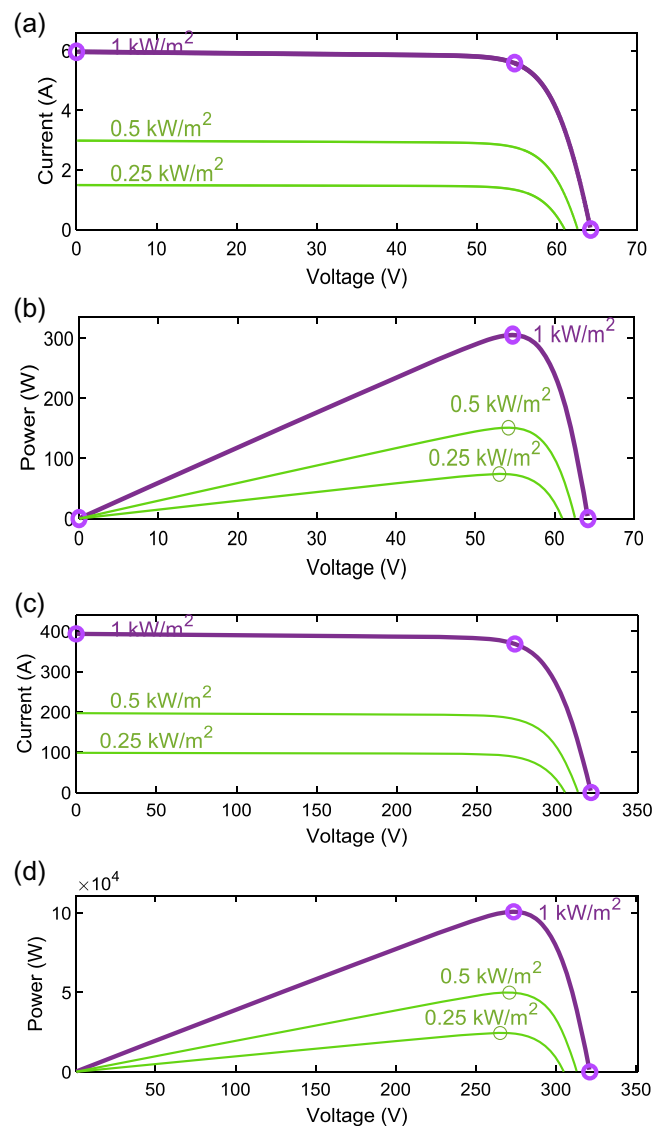 (a)
6
4
2
0
Current (A)
1 kW/m²
0.5 kW/m²
0.25 kW/m²
0 10 20 30 40 50 60 70
Voltage (V)
(b)
300
200
100
0
Power (W)
1 kW/m²
0.5 kW/m²
0.25 kW/m²
0 10 20 30 40 50 60 70
Voltage (V)
(c)
400
300
200
100
0
Current (A)
1 kW/m²
0.5 kW/m²
0.25 kW/m²
0 50 100 150 200 250 300 350
Voltage (V)
(d)
×10⁴
10
5
0
Power (W)
1 kW/m²
0.5 kW/m²
0.25 kW/m²
50 100 150 200 250 300 350
Voltage (V)